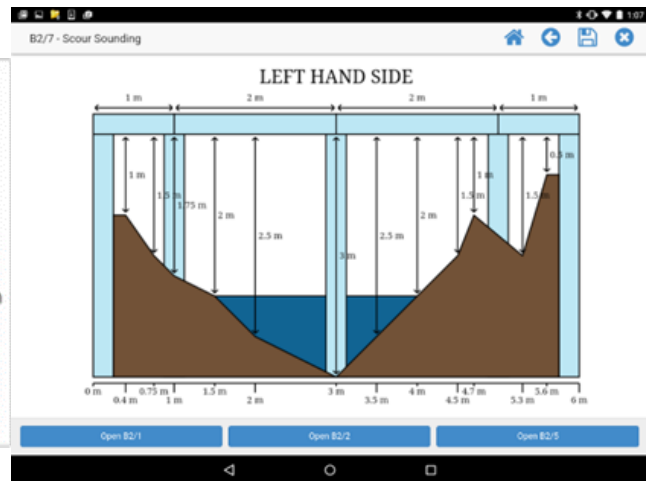 1:07
B2/7 - Scour Sounding
LEFT HAND SIDE
1 m 2 m 2 m 1 m
0.5 m
1 m 1 m
1.5 m 1.5 m 1.5 m
1.75 m
2 m 2 m
2.5 m 2.5 m
3 m
0 m 0.75 m 1.5 m 3 m 4 m 4.7 m 5.6 m
0.4 m 1 m 2 m 3.5 m 4.5 m 5.3 m 6 m
Open B2/1 Open B2/2 Open B2/5